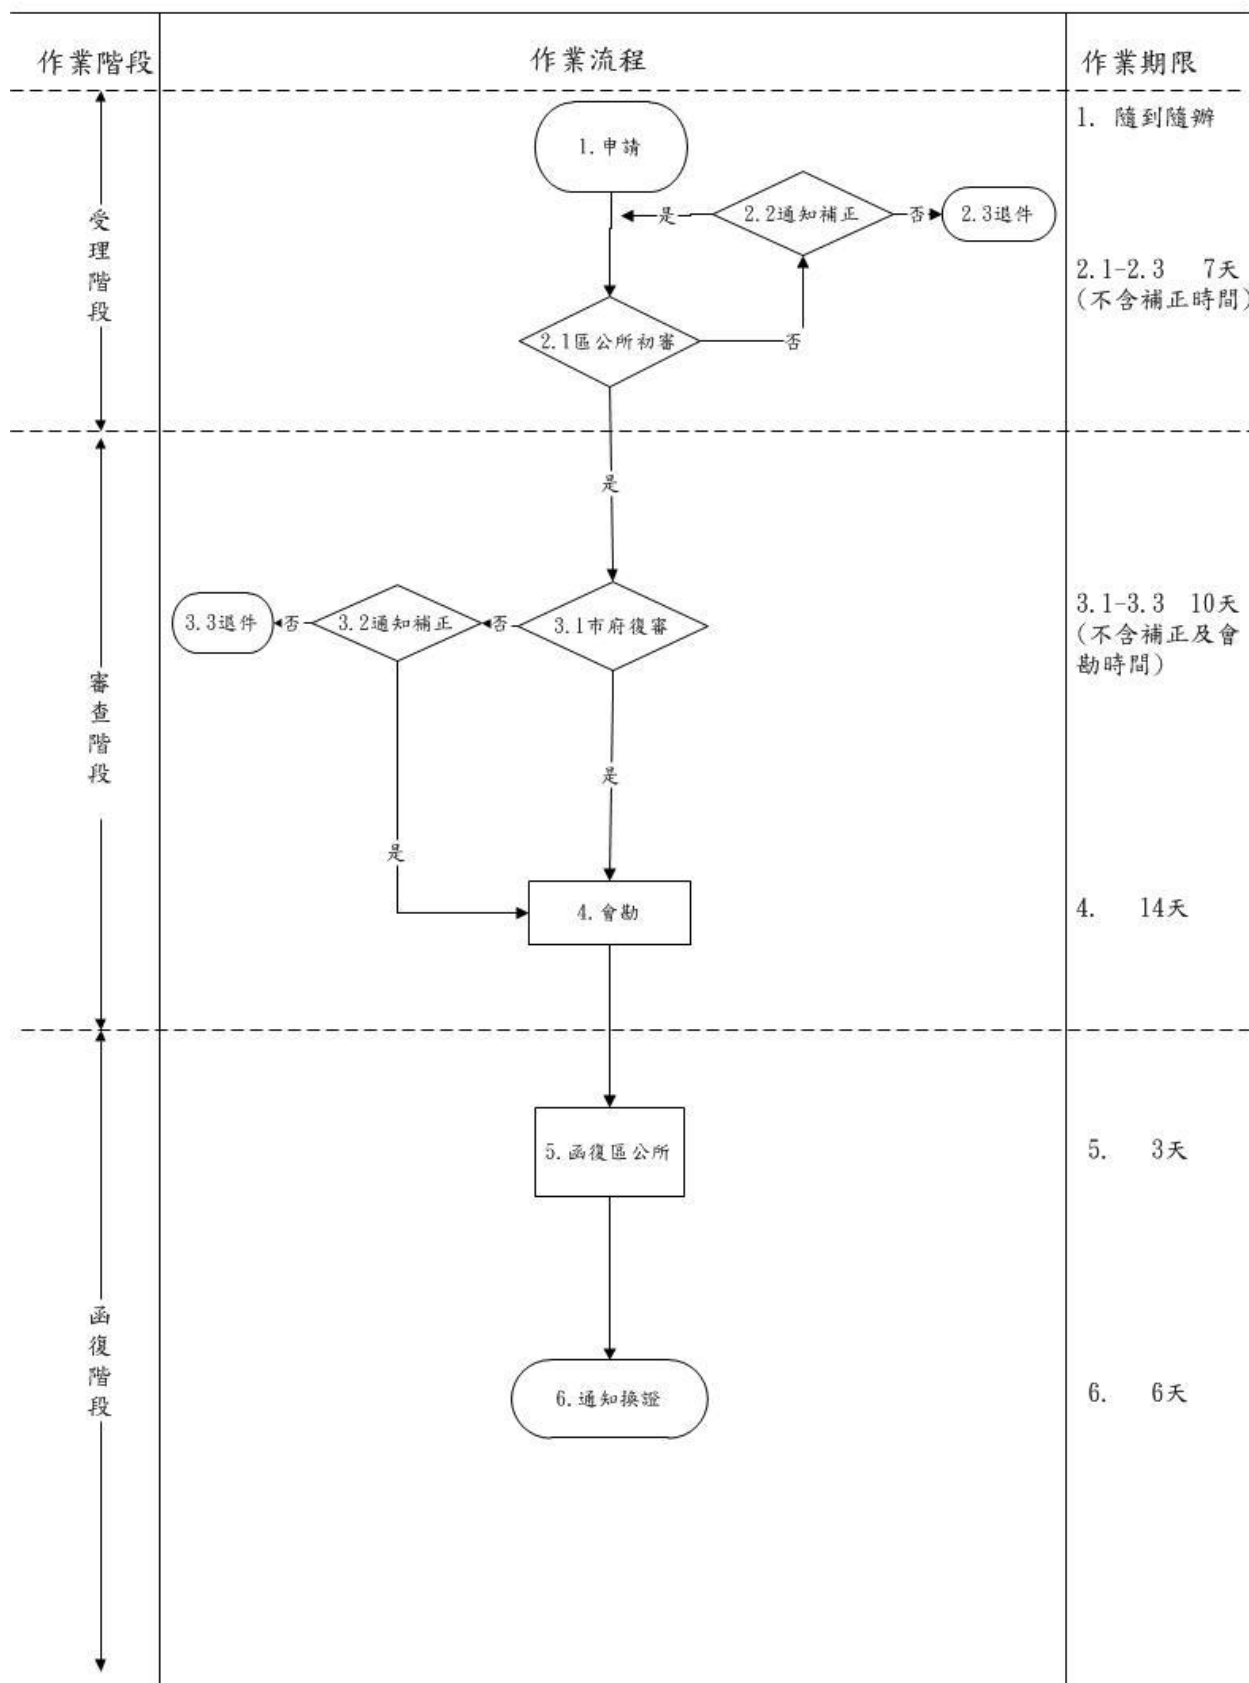 作業階段
作業流程
作業期限
受理階段
1.申請
1. 隨到隨辦
是
2.2通知補正
否
2.3退件
2.1-2.3 7天
(不含補正時間)
2.1區公所初審
否
是
審查階段
3.3退件
否
3.2通知補正
否
3.1市府復審
3.1-3.3 10天
(不含補正及會
勘時間)
是
是
4.會勘
4. 14天
函復階段
5.函復區公所
5. 3天
6.通知換證
6. 6天